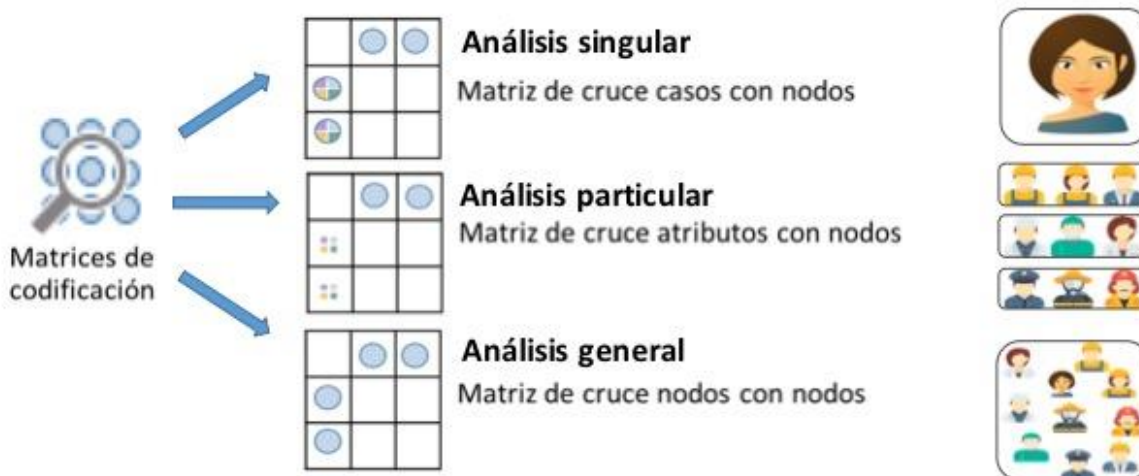 Análisis singular
Matriz de cruce casos con nodos
Matrices de
codificación
Análisis particular
Matriz de cruce atributos con nodos
Análisis general
Matriz de cruce nodos con nodos